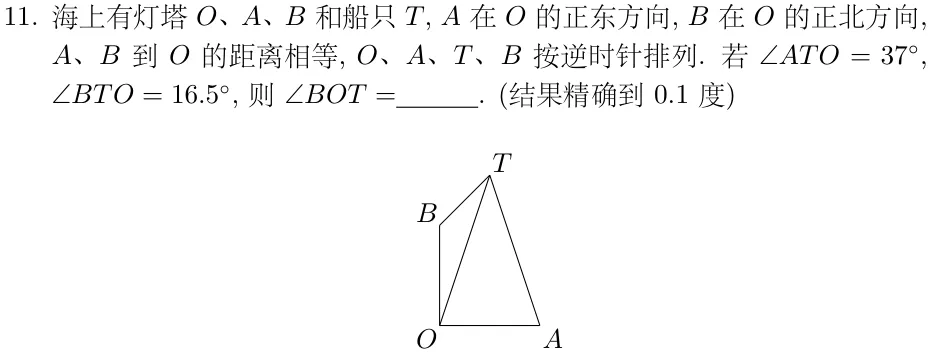 11. 海上有灯塔 O、A、B 和船只 T, A 在 O 的正东方向, B 在 O 的正北方向,
A、B 到 O 的距离相等, O、A、T、B 按逆时针排列. 若 ∠ATO = 37°,
∠BTO = 16.5°, 则 ∠BOT =______. (结果精确到 0.1 度)
T
B
O
A